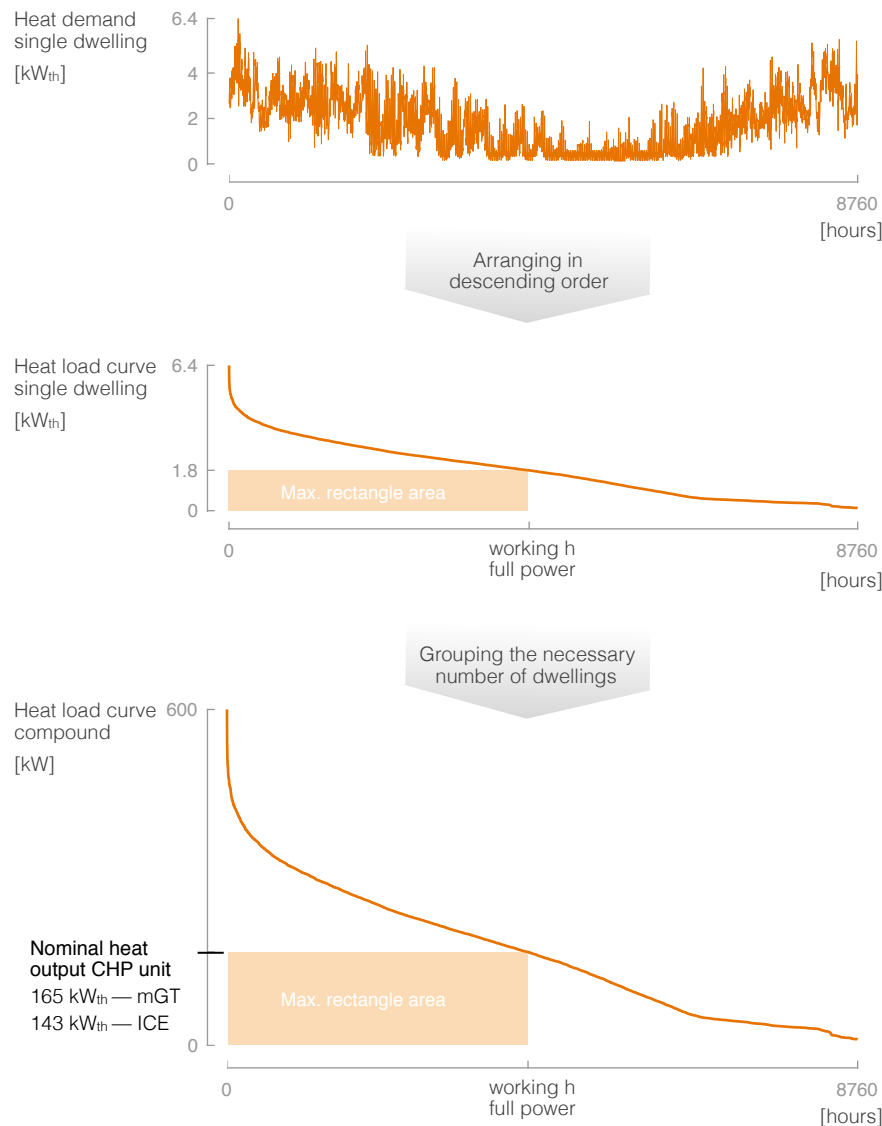 Heat demand
single dwelling
[kWth]
6.4
4
2
0
0
8760
[hours]
Arranging in
descending order
Heat load curve
single dwelling
[kWth]
6.4
1.8
0
Max. rectangle area
0
working h
full power
8760
[hours]
Grouping the necessary
number of dwellings
Heat load curve
compound
[kW]
600
Nominal heat
output CHP unit
165 kWth — mGT
143 kWth — ICE
Max. rectangle area
0
0
working h
full power
8760
[hours]